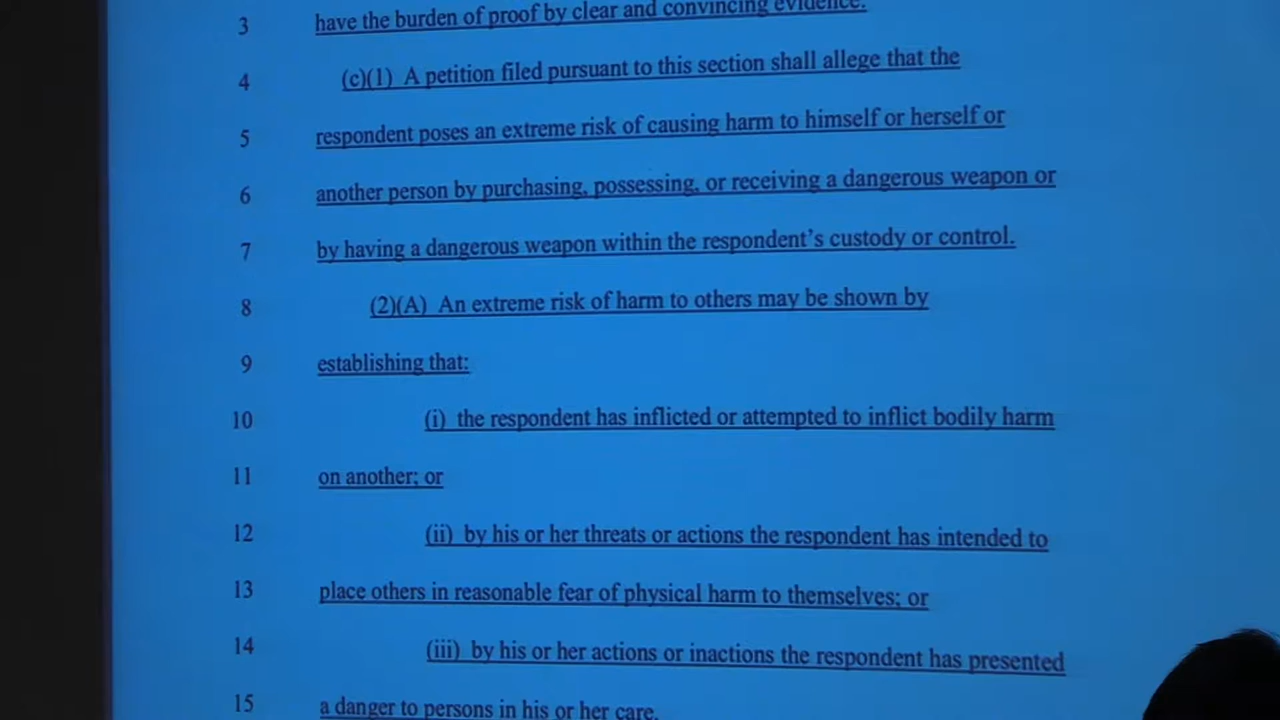 3 have the burden of proof by clear and convincing evidence.
4 (c)(1) A petition filed pursuant to this section shall allege that the
5 respondent poses an extreme risk of causing harm to himself or herself or
6 another person by purchasing, possessing, or receiving a dangerous weapon or
7 by having a dangerous weapon within the respondent's custody or control.
8 (2)(A) An extreme risk of harm to others may be shown by
9 establishing that:
10 (i) the respondent has inflicted or attempted to inflict bodily harm
11 on another; or
12 (ii) by his or her threats or actions the respondent has intended to
13 place others in reasonable fear of physical harm to themselves; or
14 (iii) by his or her actions or inactions the respondent has presented
15 a danger to persons in his or her care.